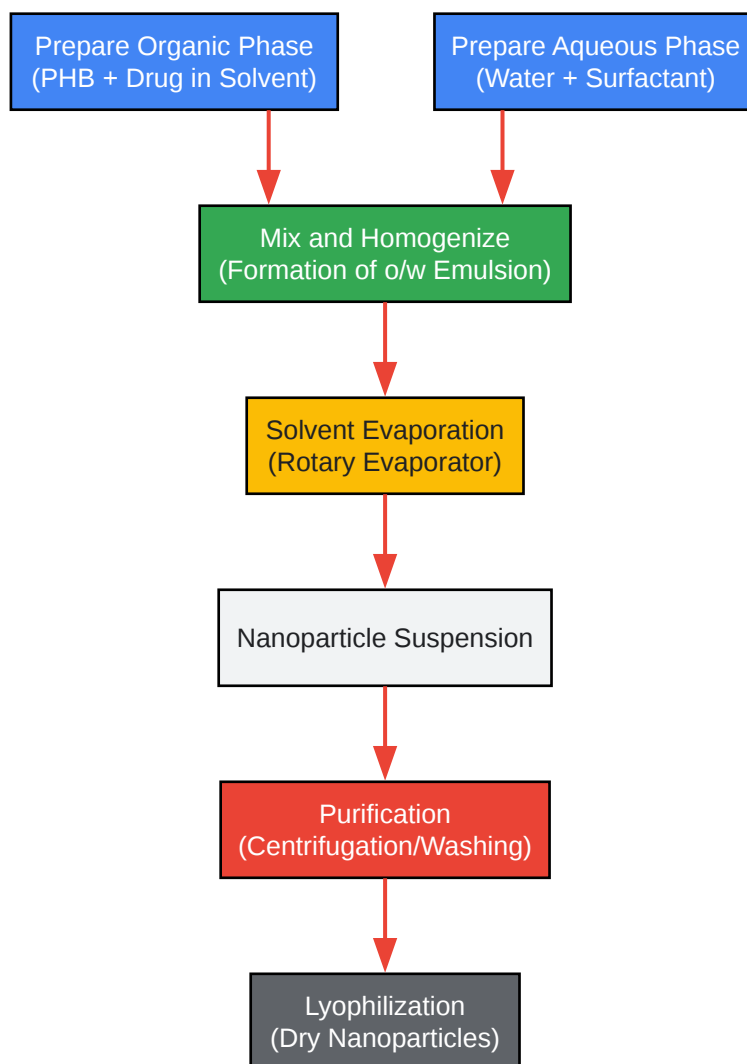 Prepare Organic Phase
(PHB + Drug in Solvent)
Prepare Aqueous Phase
(Water + Surfactant)
Mix and Homogenize
(Formation of o/w Emulsion)
Solvent Evaporation
(Rotary Evaporator)
Nanoparticle Suspension
Purification
(Centrifugation/Washing)
Lyophilization
(Dry Nanoparticles)